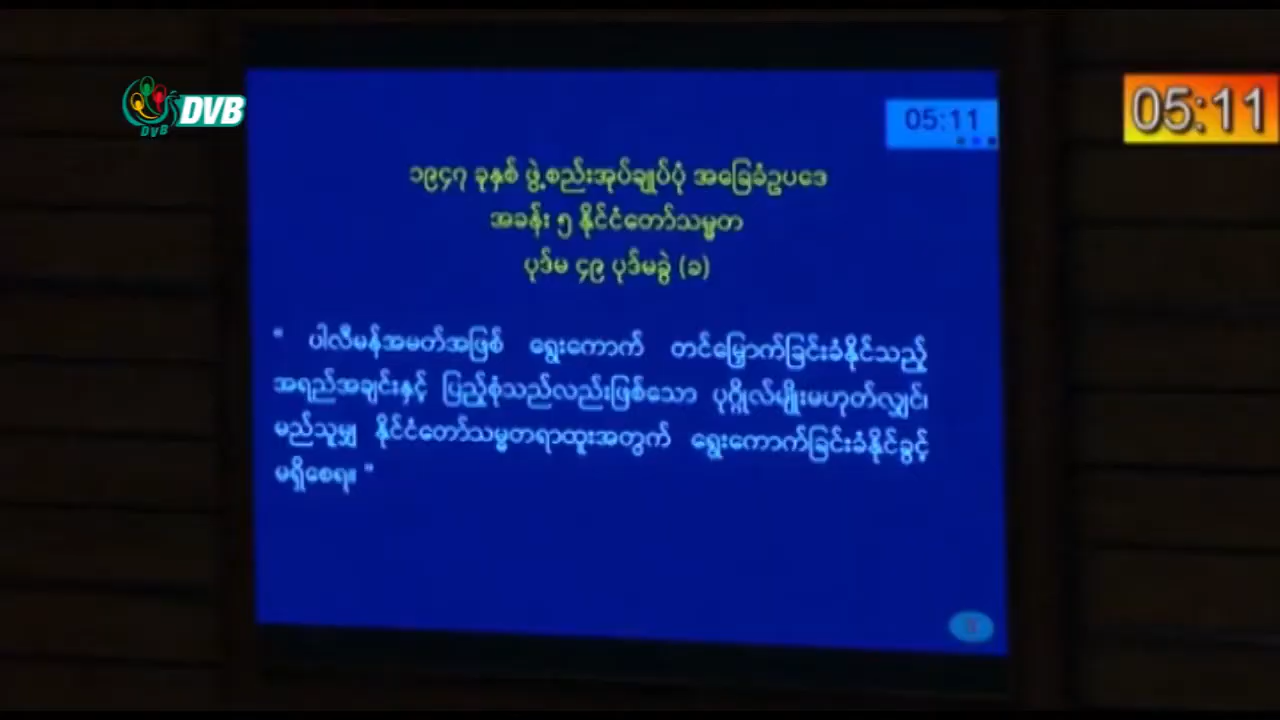 DVB
DVB
05:11
05:11
၁၉၄၇ ခုနှစ် ဖွဲ့စည်းအုပ်ချုပ်ပုံ အခြေခံဥပဒေ
အခန်း ၅ နိုင်ငံတော်သမ္မတ
ပုဒ်မ ၄၉ ပုဒ်မခွဲ (ခ)
" ပါလီမန်အမတ်အဖြစ် ရွေးကောက် တင်မြှောက်ခြင်းခံနိုင်သည့်
အရည်အချင်းနှင့် ပြည့်စုံသည်လည်းဖြစ်သော ပုဂ္ဂိုလ်မျိုးမဟုတ်လျှင်၊
မည်သူမျှ နိုင်ငံတော်သမ္မတရာထူးအတွက် ရွေးကောက်ခြင်းခံနိုင်ခွင့်
မရှိစေရ။ "